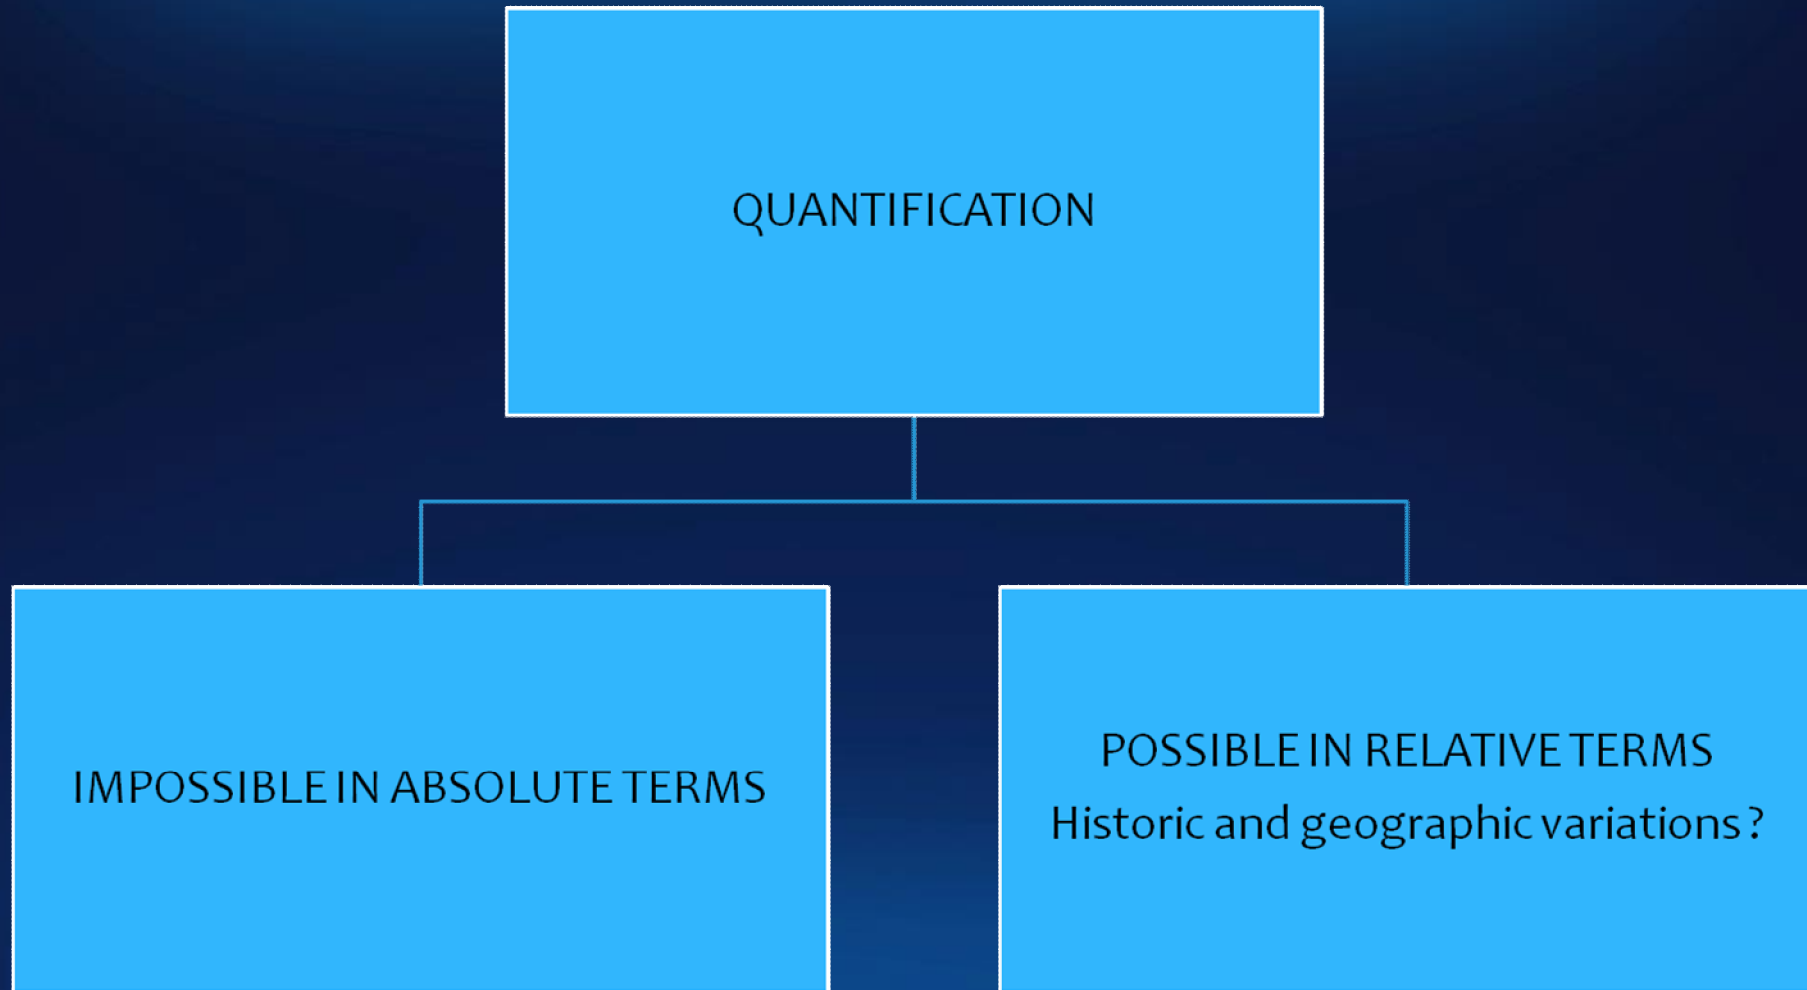 QUANTIFICATION
IMPOSSIBLE IN ABSOLUTE TERMS
POSSIBLE IN RELATIVE TERMS
Historic and geographic variations ?